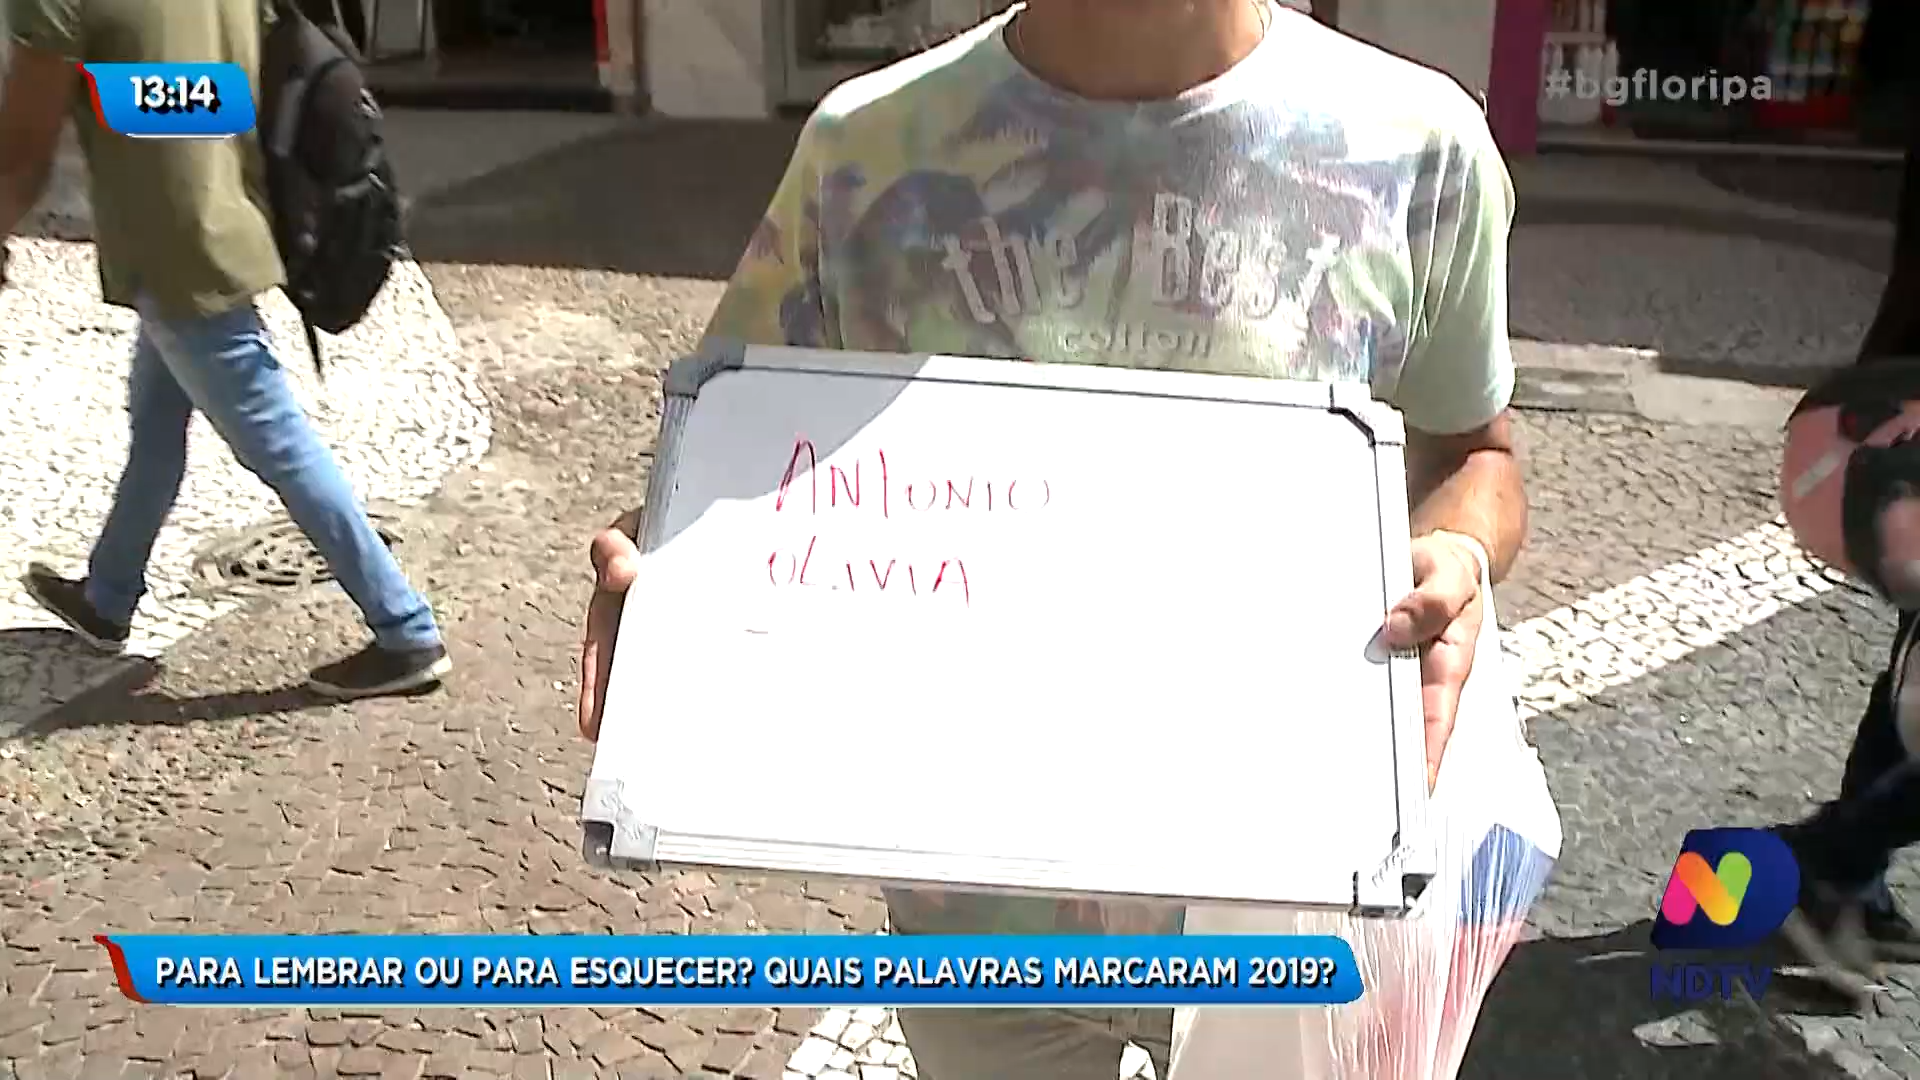 13:14
#bgfloripa
the Best
cotton
ANTONIO
OLIVIA
PARA LEMBRAR OU PARA ESQUECER? QUAIS PALAVRAS MARCARAM 2019?
NDTV